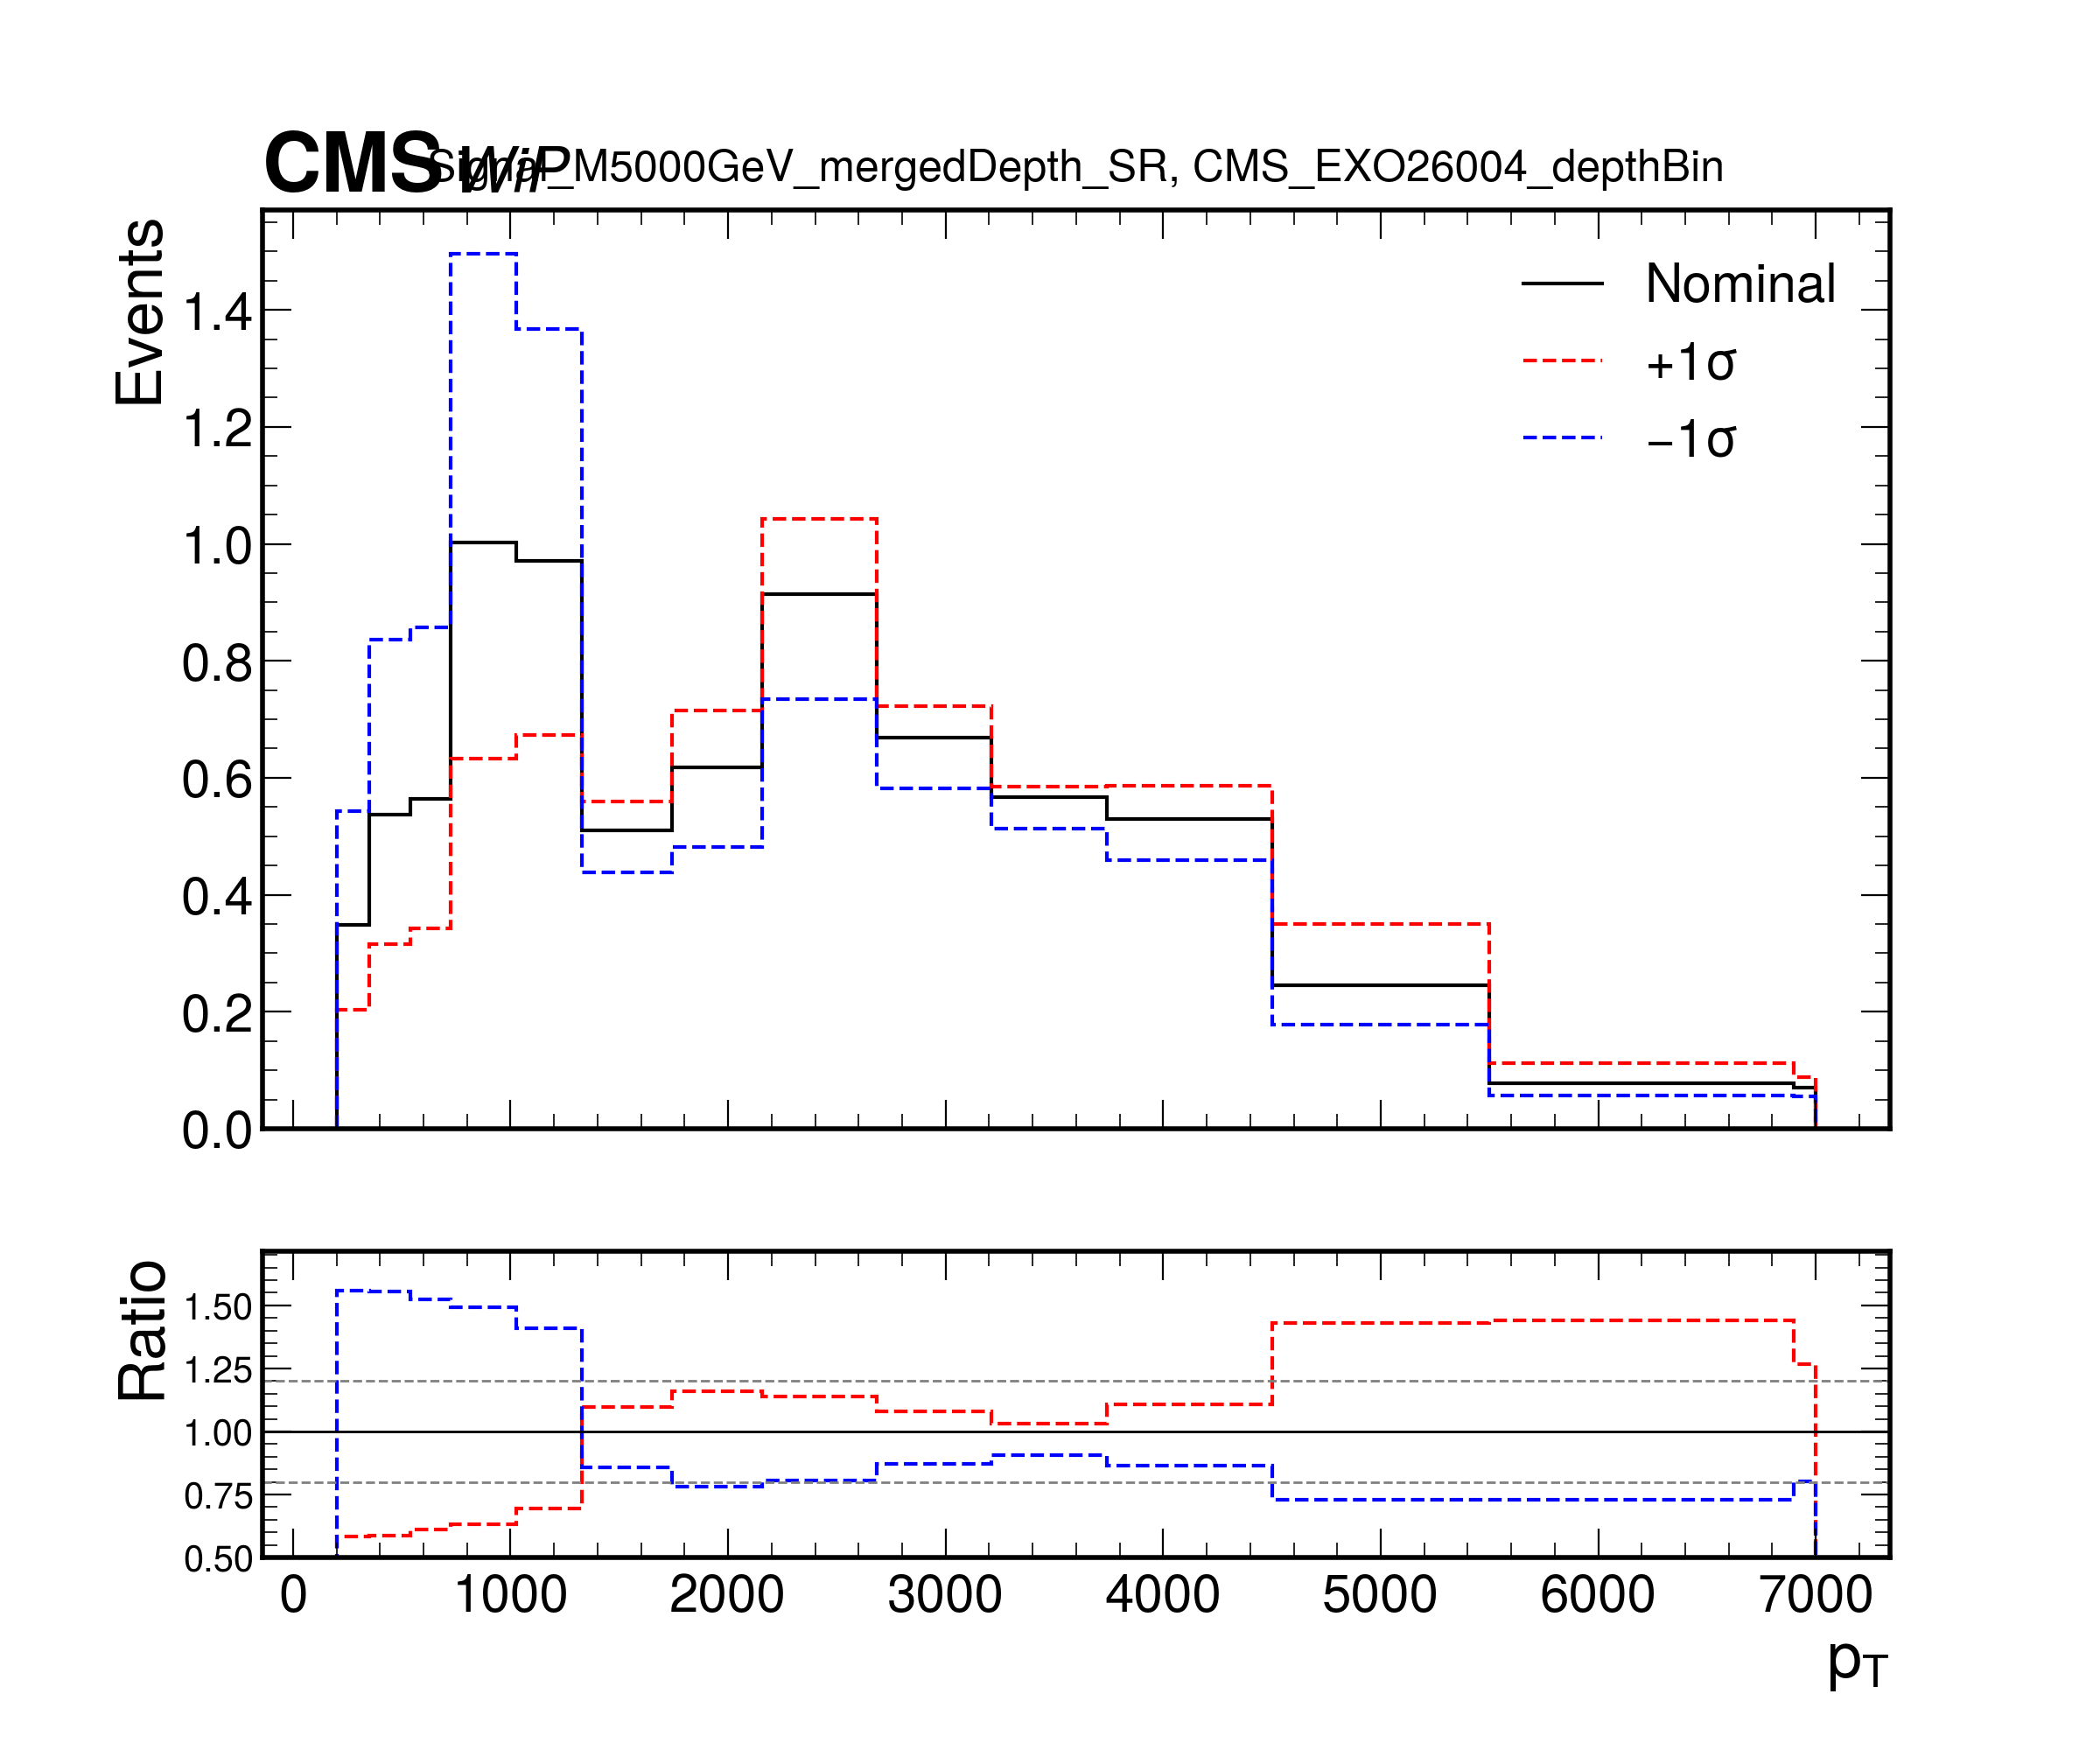 CMS WiP
Signal_M5000GeV_mergedDepth_SR, CMS_EXO26004_depthBin
Events
1.4
1.2
1.0
0.8
0.6
0.4
0.2
0.0
Nominal
+1σ
−1σ
Ratio
1.50
1.25
1.00
0.75
0.50
0 1000 2000 3000 4000 5000 6000 7000
pT